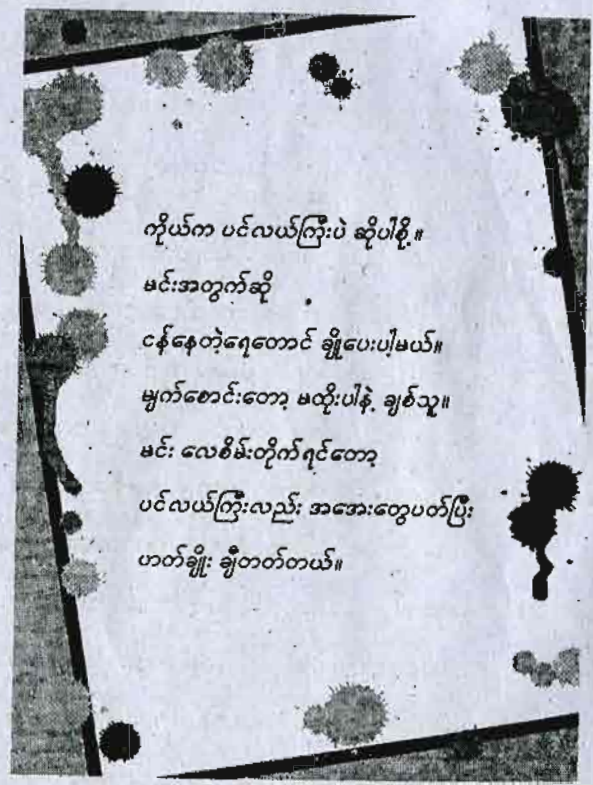 ကိုယ်က ပင်လယ်ကြီးပဲ ဆိုပါစို့။
မင်းအတွက်ဆို
ငန်နေတဲ့ရေတောင် ချိုပေးပါ့မယ်။
မျက်စောင်းတော့ မထိုးပါနဲ့ ချစ်သူ။
မင်း လေစိမ်းတိုက်ရင်တော့
ပင်လယ်ကြီးလည်း အအေးတွေပတ်ပြီး
ဟတ်ချိုး ချီတတ်တယ်။